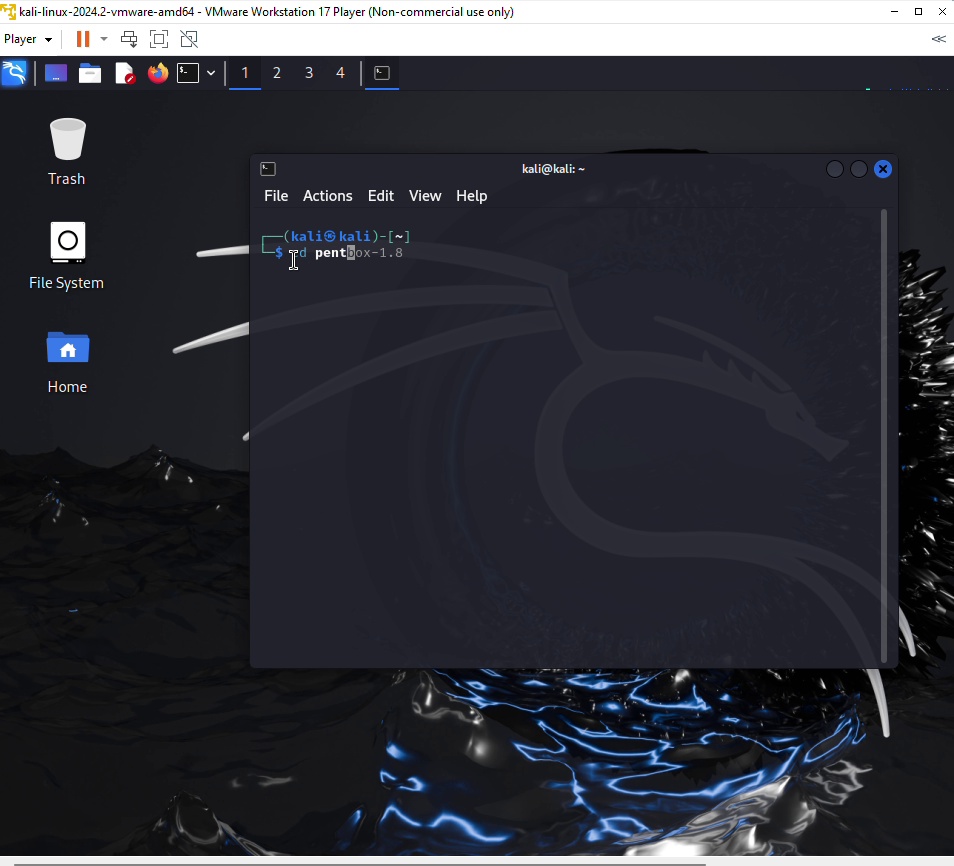 kali-linux-2024.2-vmware-amd64 - VMware Workstation 17 Player (Non-commercial use only)
Player
1 2 3 4
Trash
File System
Home
kali@kali: ~
File Actions Edit View Help
┌──(kali㉿kali)-[~]
└─$ d pentbox-1.8